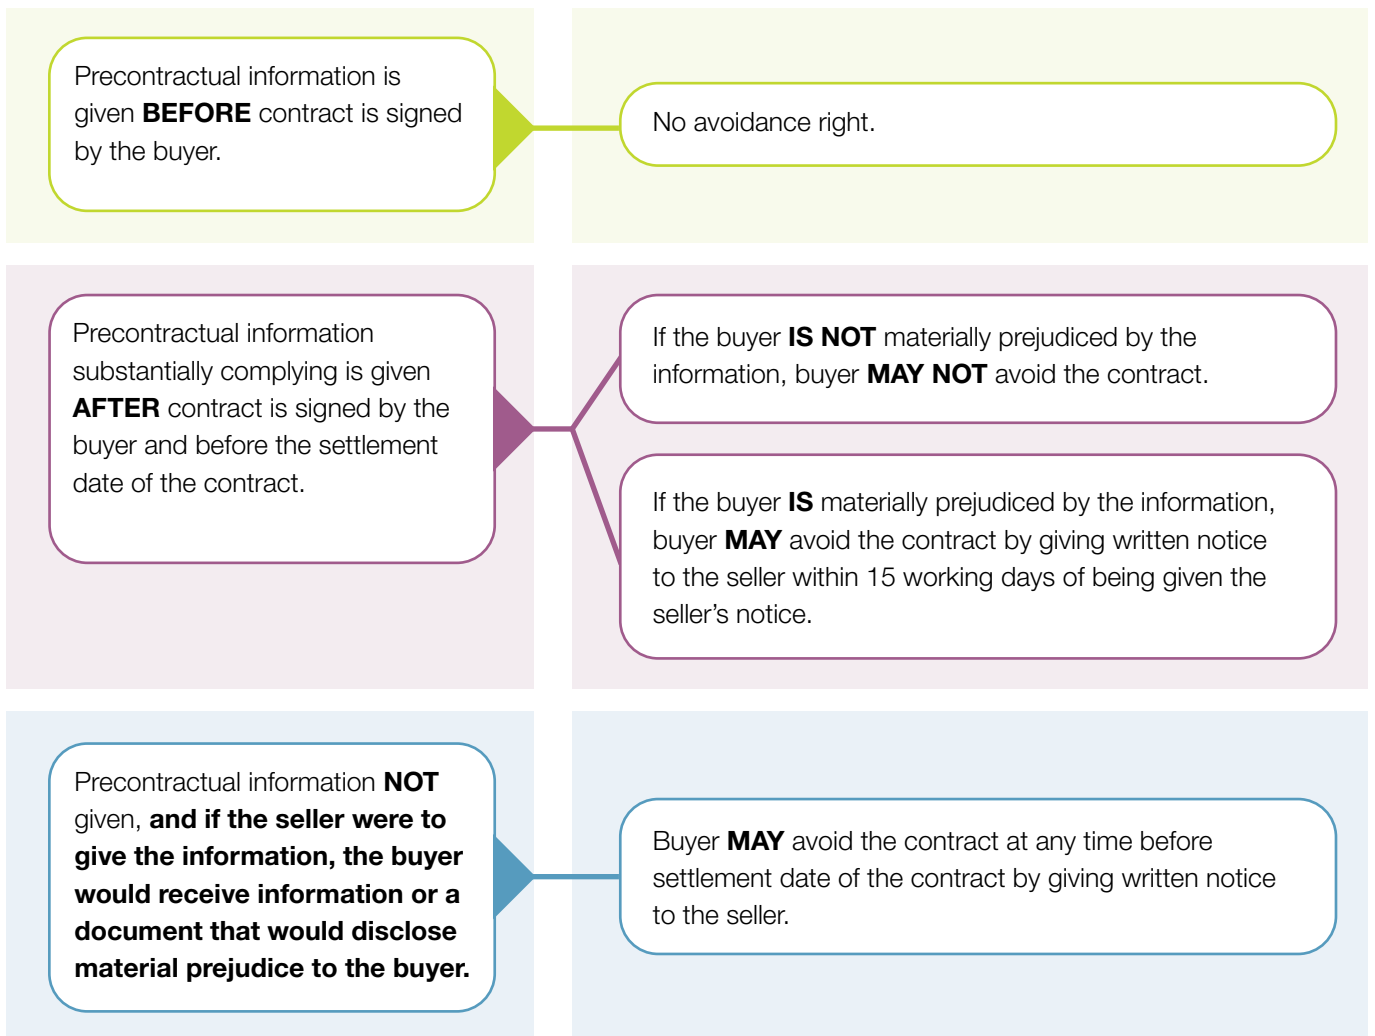 Precontractual information is
given BEFORE contract is signed
by the buyer.
No avoidance right.
Precontractual information
substantially complying is given
AFTER contract is signed by the
buyer and before the settlement
date of the contract.
If the buyer IS NOT materially prejudiced by the
information, buyer MAY NOT avoid the contract.
If the buyer IS materially prejudiced by the information,
buyer MAY avoid the contract by giving written notice
to the seller within 15 working days of being given the
seller’s notice.
Precontractual information NOT
given, and if the seller were to
give the information, the buyer
would receive information or a
document that would disclose
material prejudice to the buyer.
Buyer MAY avoid the contract at any time before
settlement date of the contract by giving written notice
to the seller.